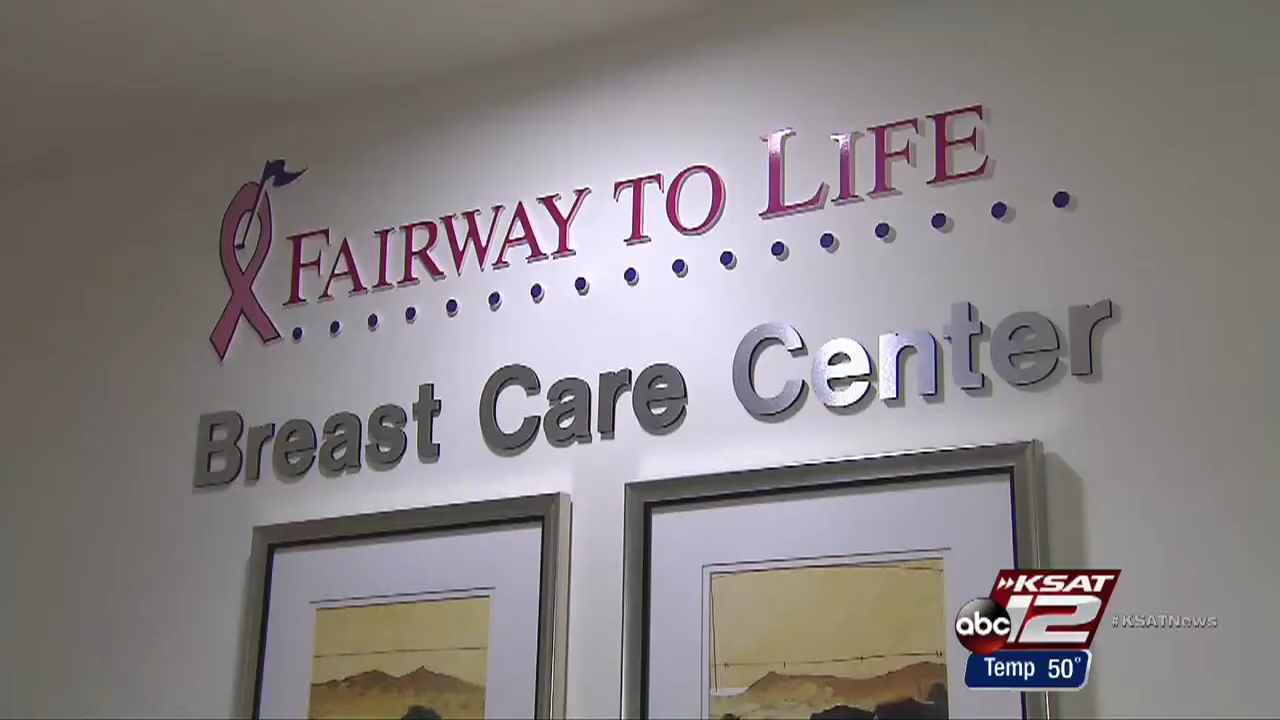 FAIRWAY TO LIFE
Breast Care Center
KSAT
abc 12
#KSATNews
Temp 50°